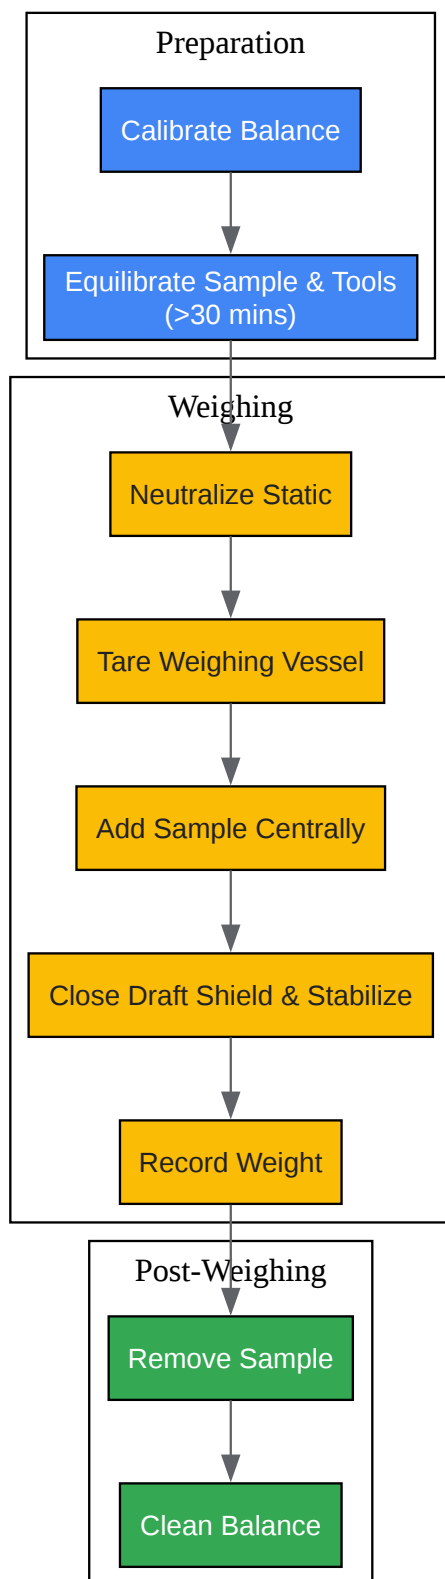 Preparation
Calibrate Balance
Equilibrate Sample & Tools
(>30 mins)
Weighing
Neutralize Static
Tare Weighing Vessel
Add Sample Centrally
Close Draft Shield & Stabilize
Record Weight
Post-Weighing
Remove Sample
Clean Balance